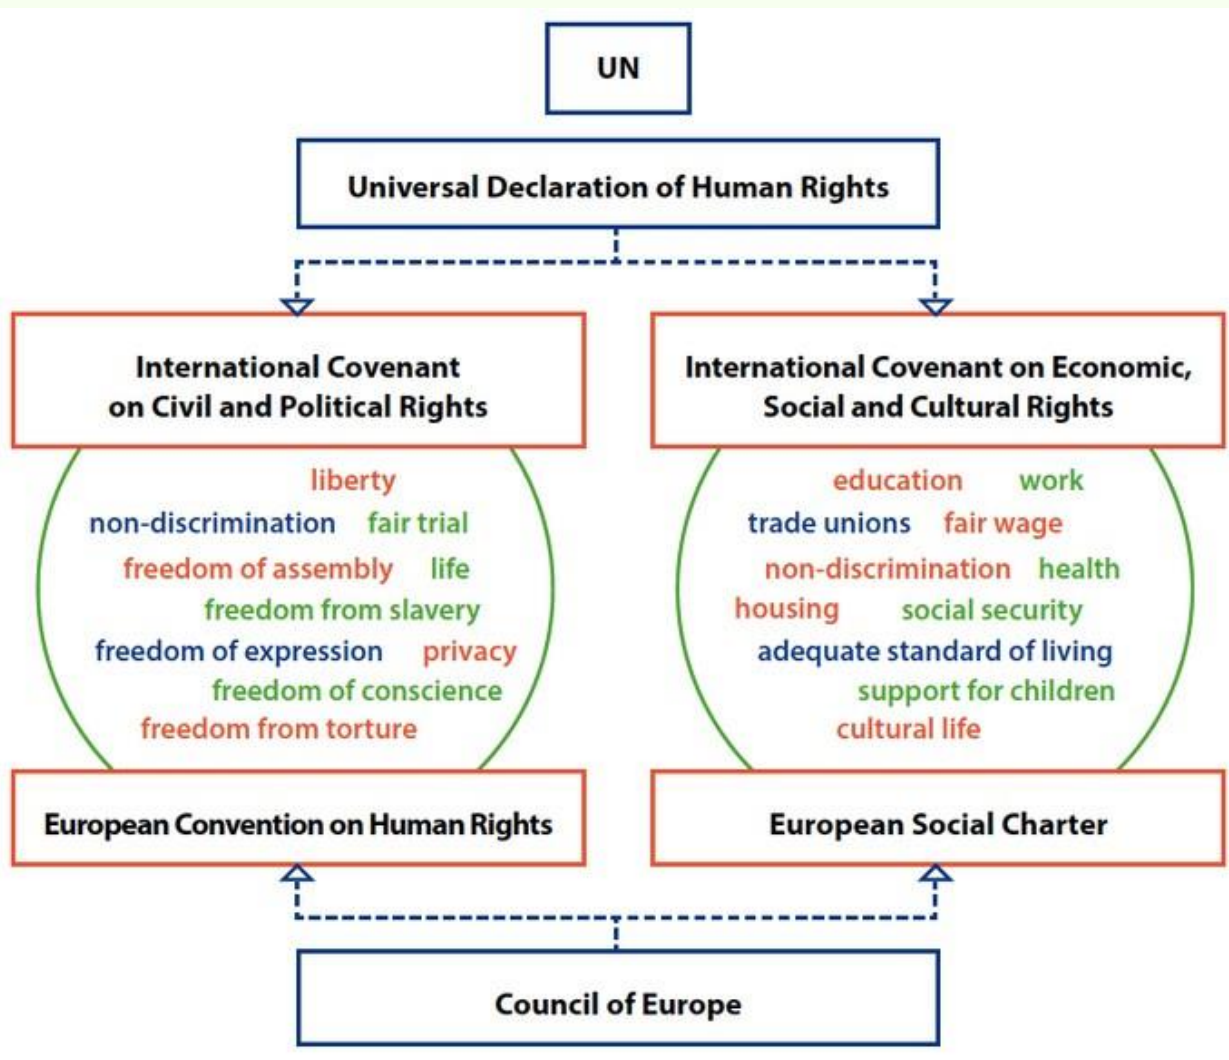 UN
Universal Declaration of Human Rights
International Covenant
on Civil and Political Rights
International Covenant on Economic,
Social and Cultural Rights
liberty
non-discrimination fair trial
freedom of assembly life
freedom from slavery
freedom of expression privacy
freedom of conscience
freedom from torture
education work
trade unions fair wage
non-discrimination health
housing social security
adequate standard of living
support for children
cultural life
European Convention on Human Rights
European Social Charter
Council of Europe